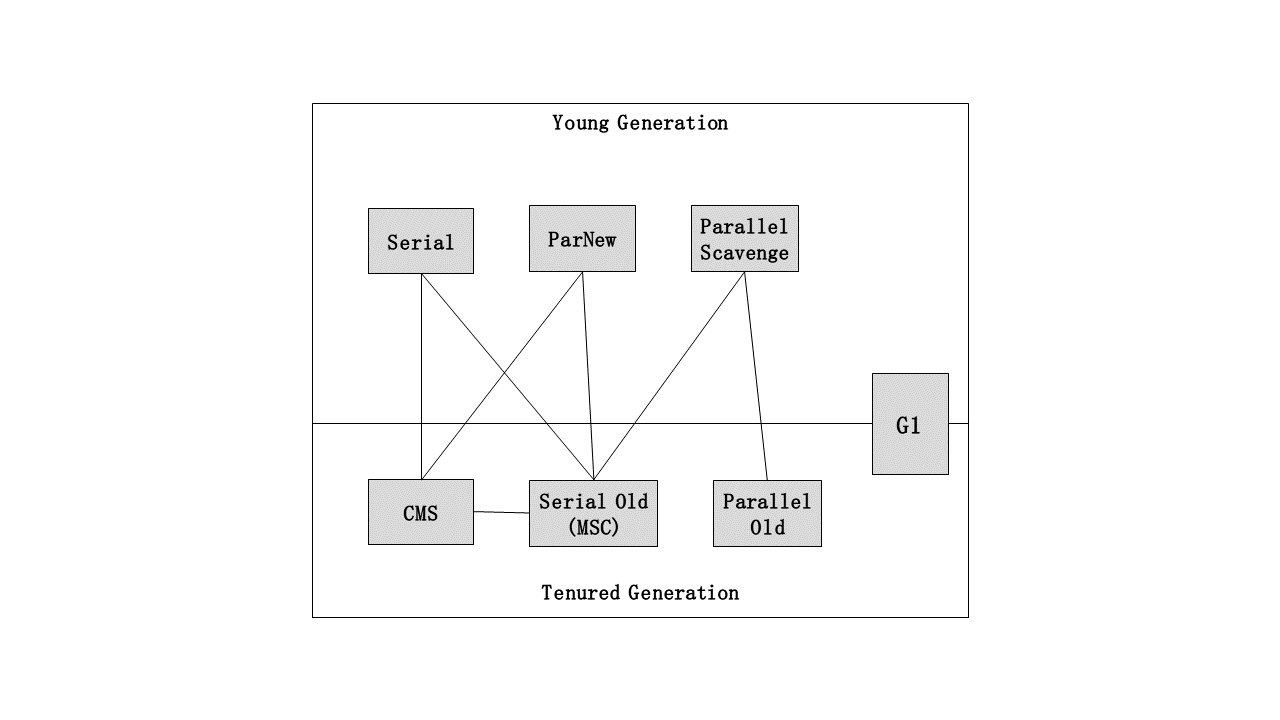 Young Generation
Serial
ParNew
Parallel
Scavenge
G1
CMS
Serial Old
(MSC)
Parallel
Old
Tenured Generation